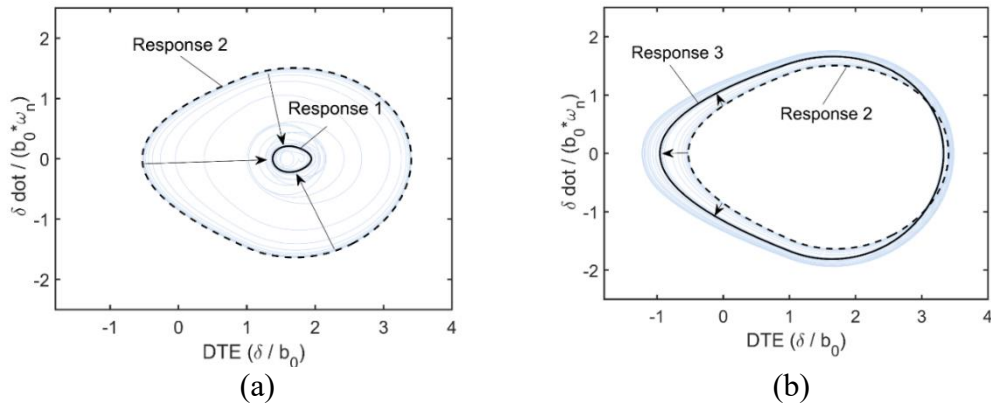 2
1
0
-1
-2
δ dot / (b₀*ωₙ)
Response 2
Response 1
-1 0 1 2 3 4
DTE (δ / b₀)
(a)
2
1
0
-1
-2
δ dot / (b₀*ωₙ)
Response 3
Response 2
-1 0 1 2 3 4
DTE (δ / b₀)
(b)